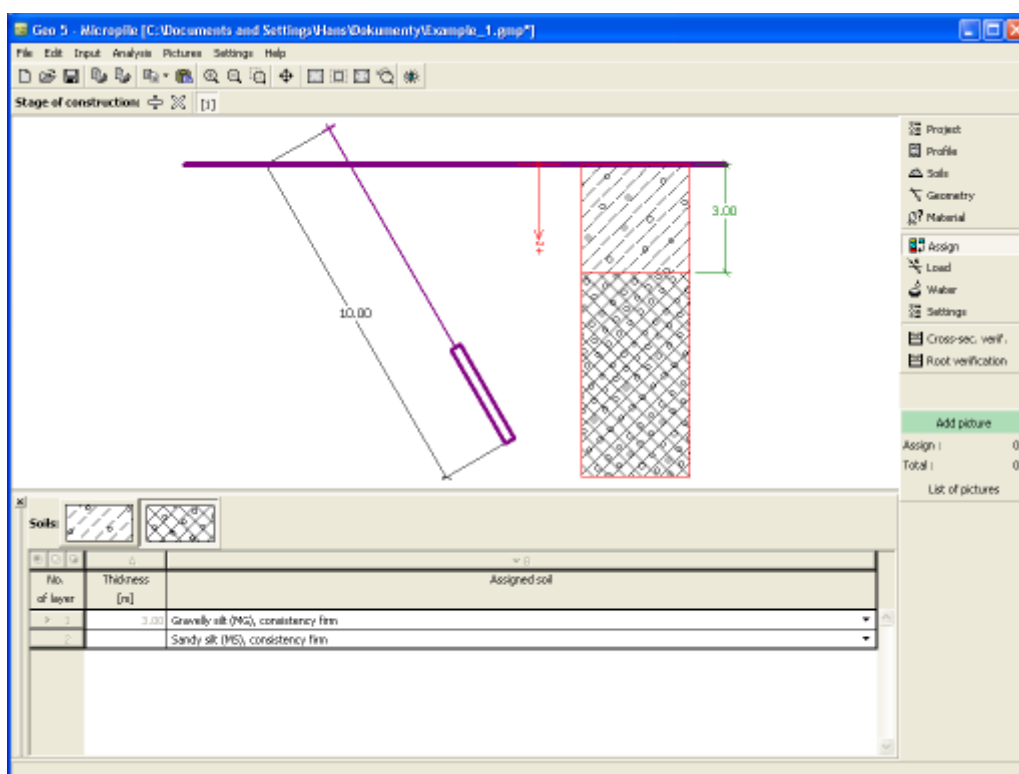 Geo 5 - Micropile [C:\Documents and Settings\Hans\Dokumenty\Example_1.gmp*]
File Edit Input Analysis Pictures Settings Help
Stage of construction: [1]
Project
Profile
Soils
Geometry
Material
Assign
Load
Water
Settings
Cross-sec. verif.
Root verification
Add picture
Assign : 0
Total : 0
List of pictures
10.00
+z
3.00
Soils:
No. of layer
Thickness [m]
Assigned soil
1 3.00 Gravelly silt (MG), consistency firm
2 Sandy silt (MS), consistency firm